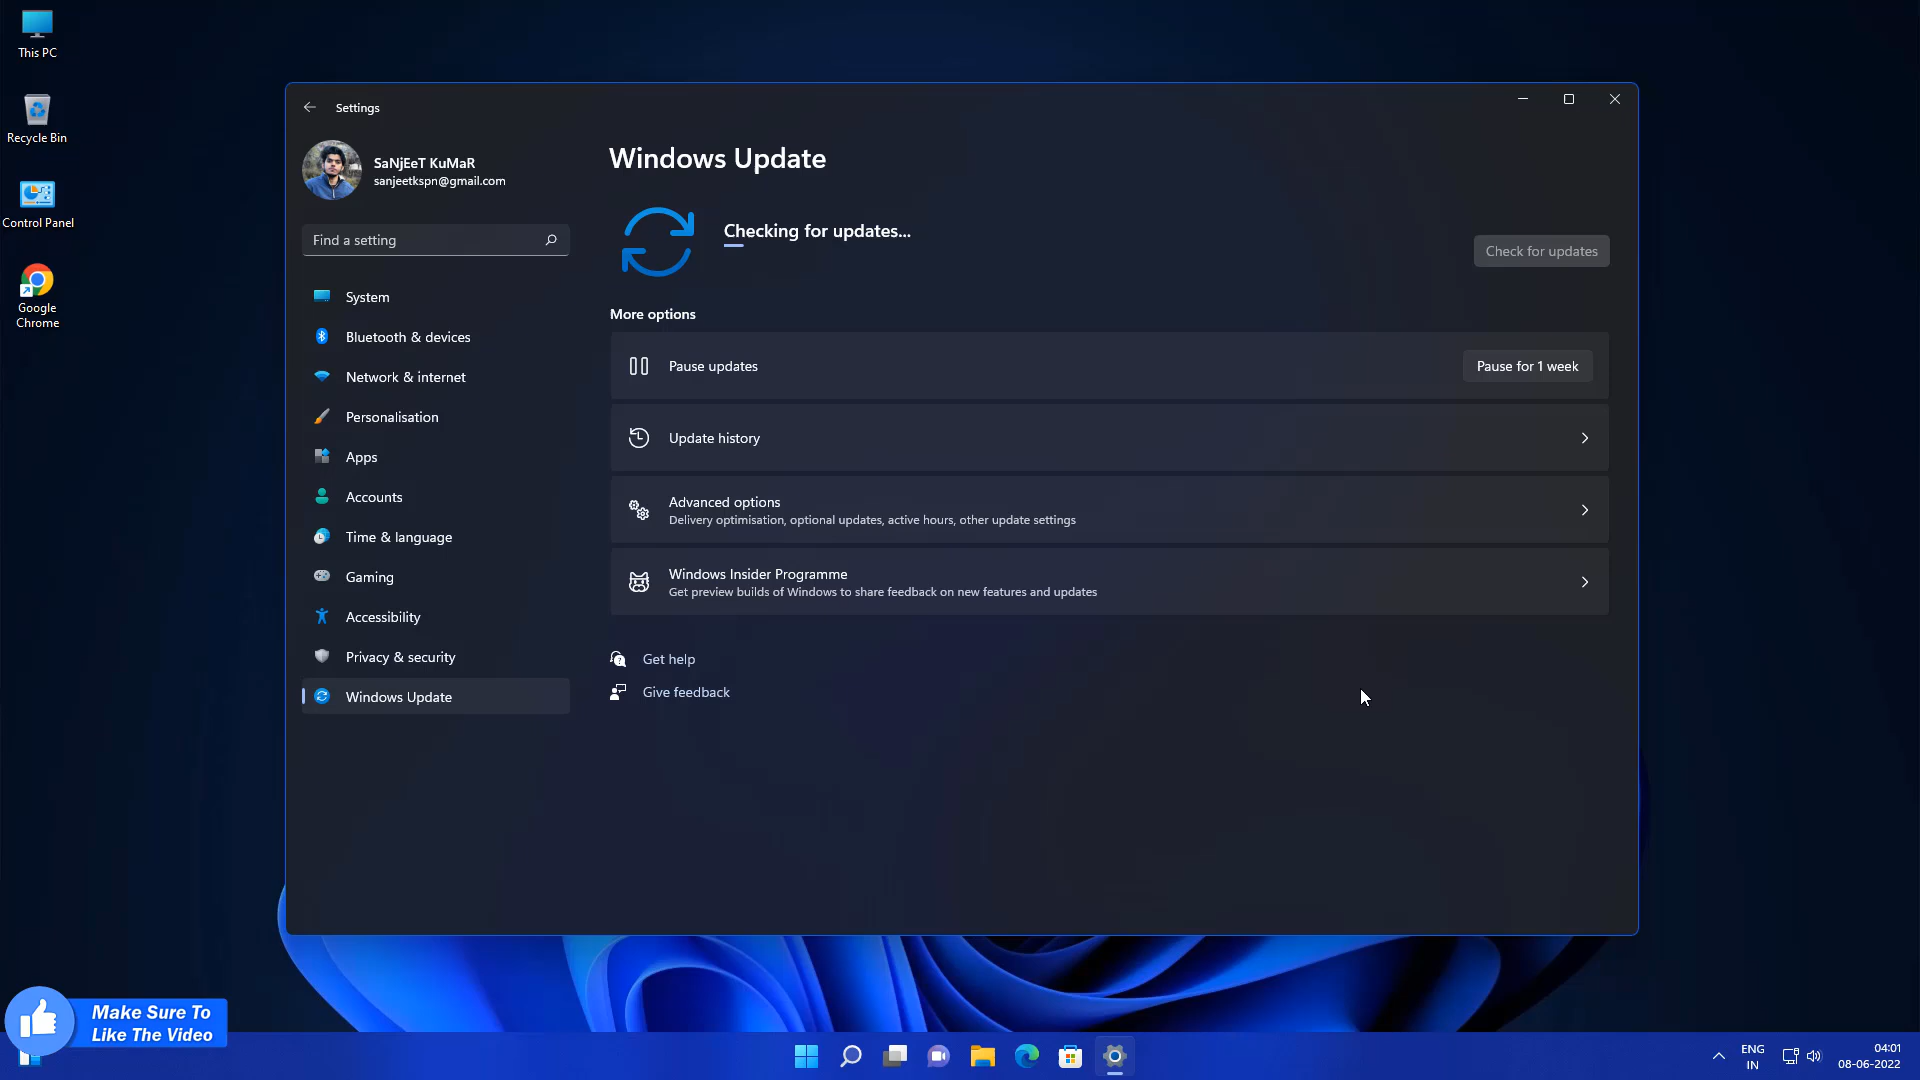 This PC
Recycle Bin
Control Panel
Google
Chrome
Settings
SaNjEeT KuMaR
sanjeetkspn@gmail.com
Find a setting
System
Bluetooth & devices
Network & internet
Personalisation
Apps
Accounts
Time & language
Gaming
Accessibility
Privacy & security
Windows Update
Windows Update
Checking for updates...
Check for updates
More options
Pause updates
Pause for 1 week
Update history
Advanced options
Delivery optimisation, optional updates, active hours, other update settings
Windows Insider Programme
Get preview builds of Windows to share feedback on new features and updates
Get help
Give feedback
Make Sure To
Like The Video
ENG
IN
04:01
08-06-2022